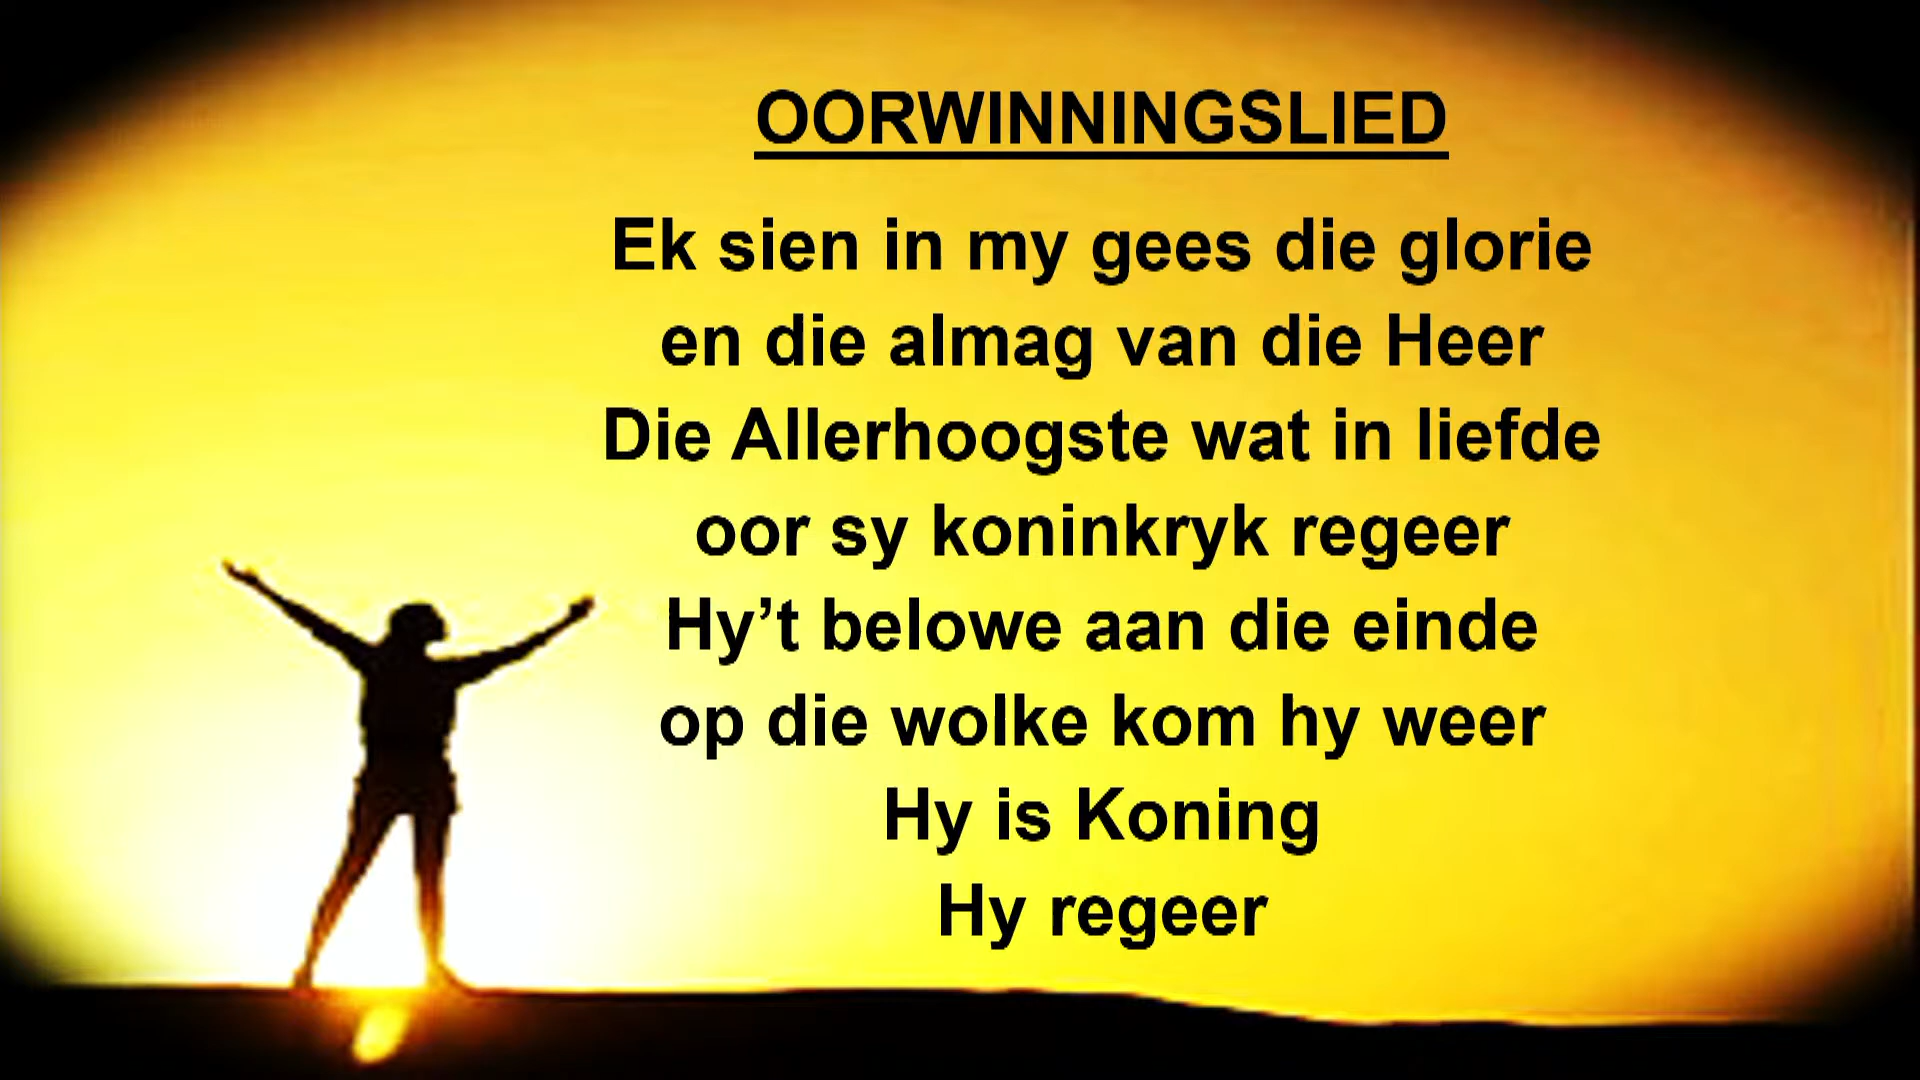 OORWINNINGSLIED
Ek sien in my gees die glorie
en die almag van die Heer
Die Allerhoogste wat in liefde
oor sy koninkryk regeer
Hy’t belowe aan die einde
op die wolke kom hy weer
Hy is Koning
Hy regeer